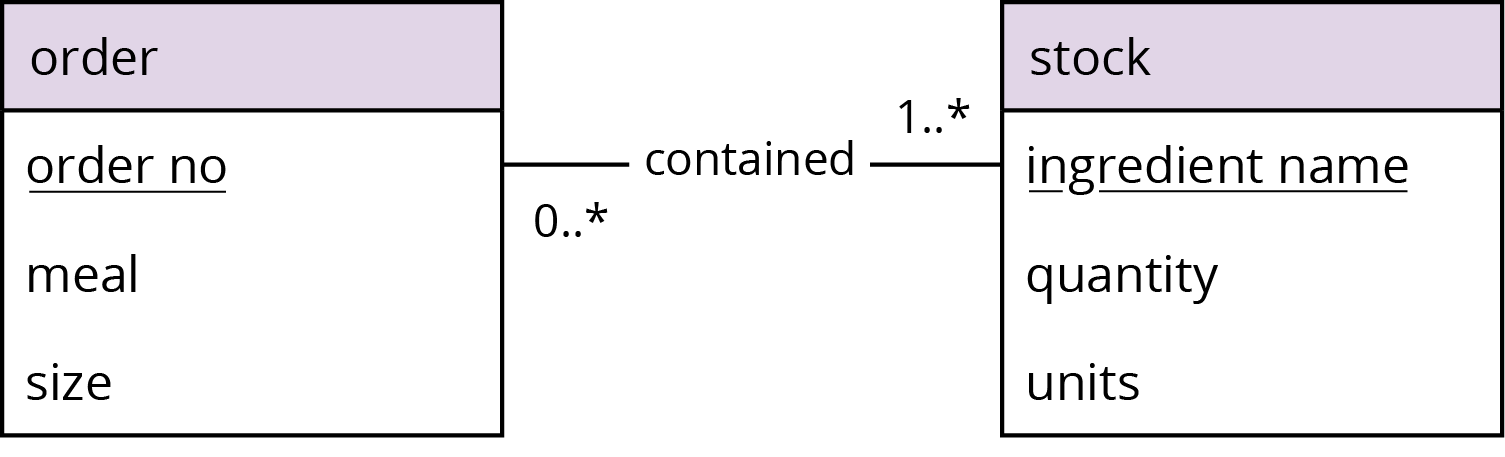 order
order no
meal
size
contained
0..*
1..*
stock
ingredient name
quantity
units